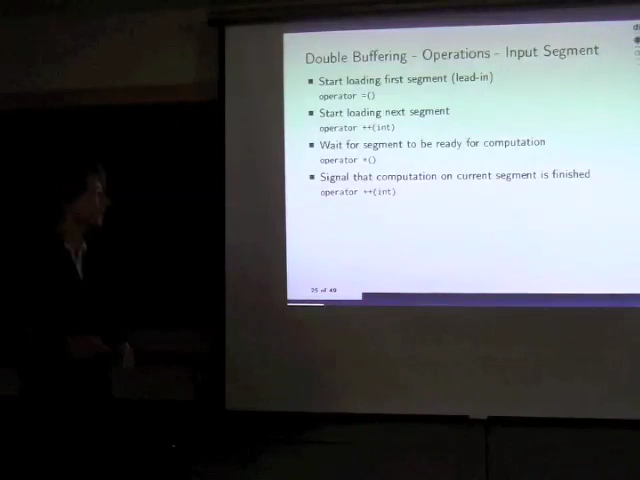 di
Double Buffering - Operations - Input Segment
Start loading first segment (lead-in)
operator =()
Start loading next segment
operator ++(int)
Wait for segment to be ready for computation
operator *()
Signal that computation on current segment is finished
operator ++(int)
25 of 49